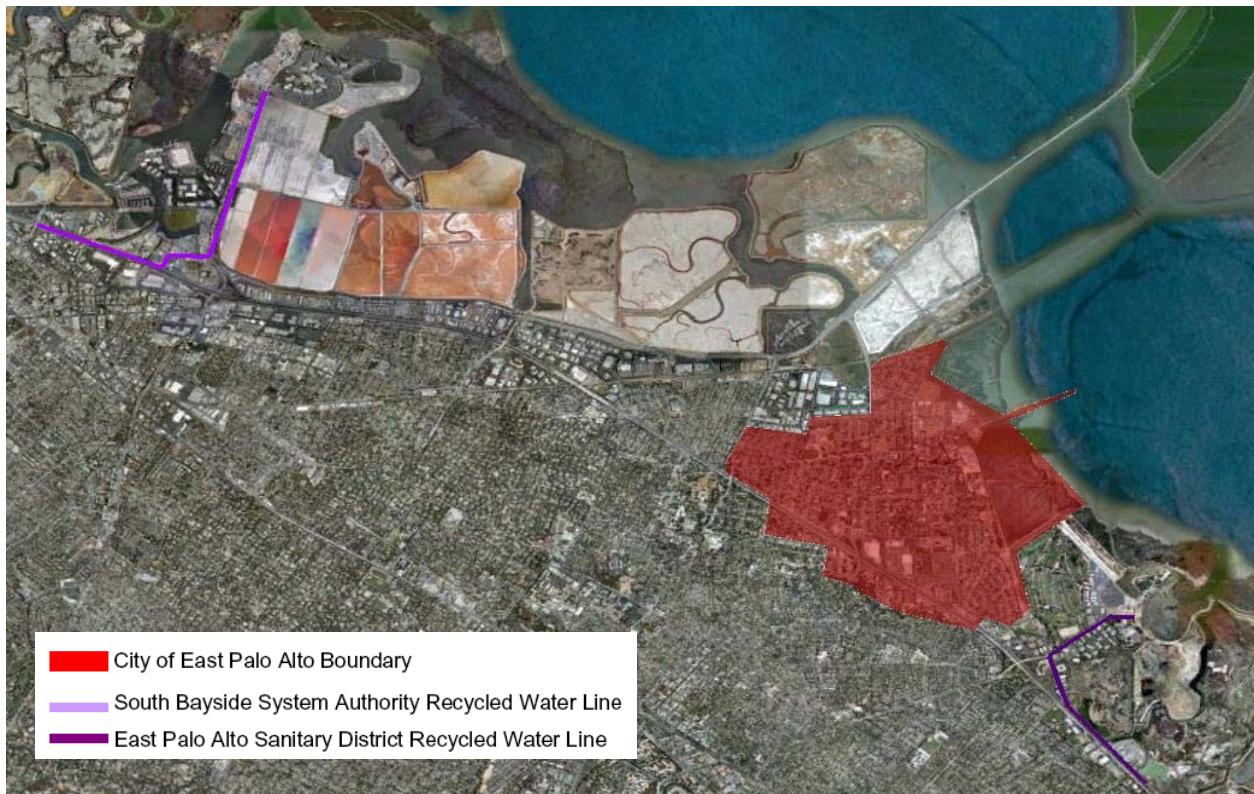 City of East Palo Alto Boundary
South Bayside System Authority Recycled Water Line
East Palo Alto Sanitary District Recycled Water Line